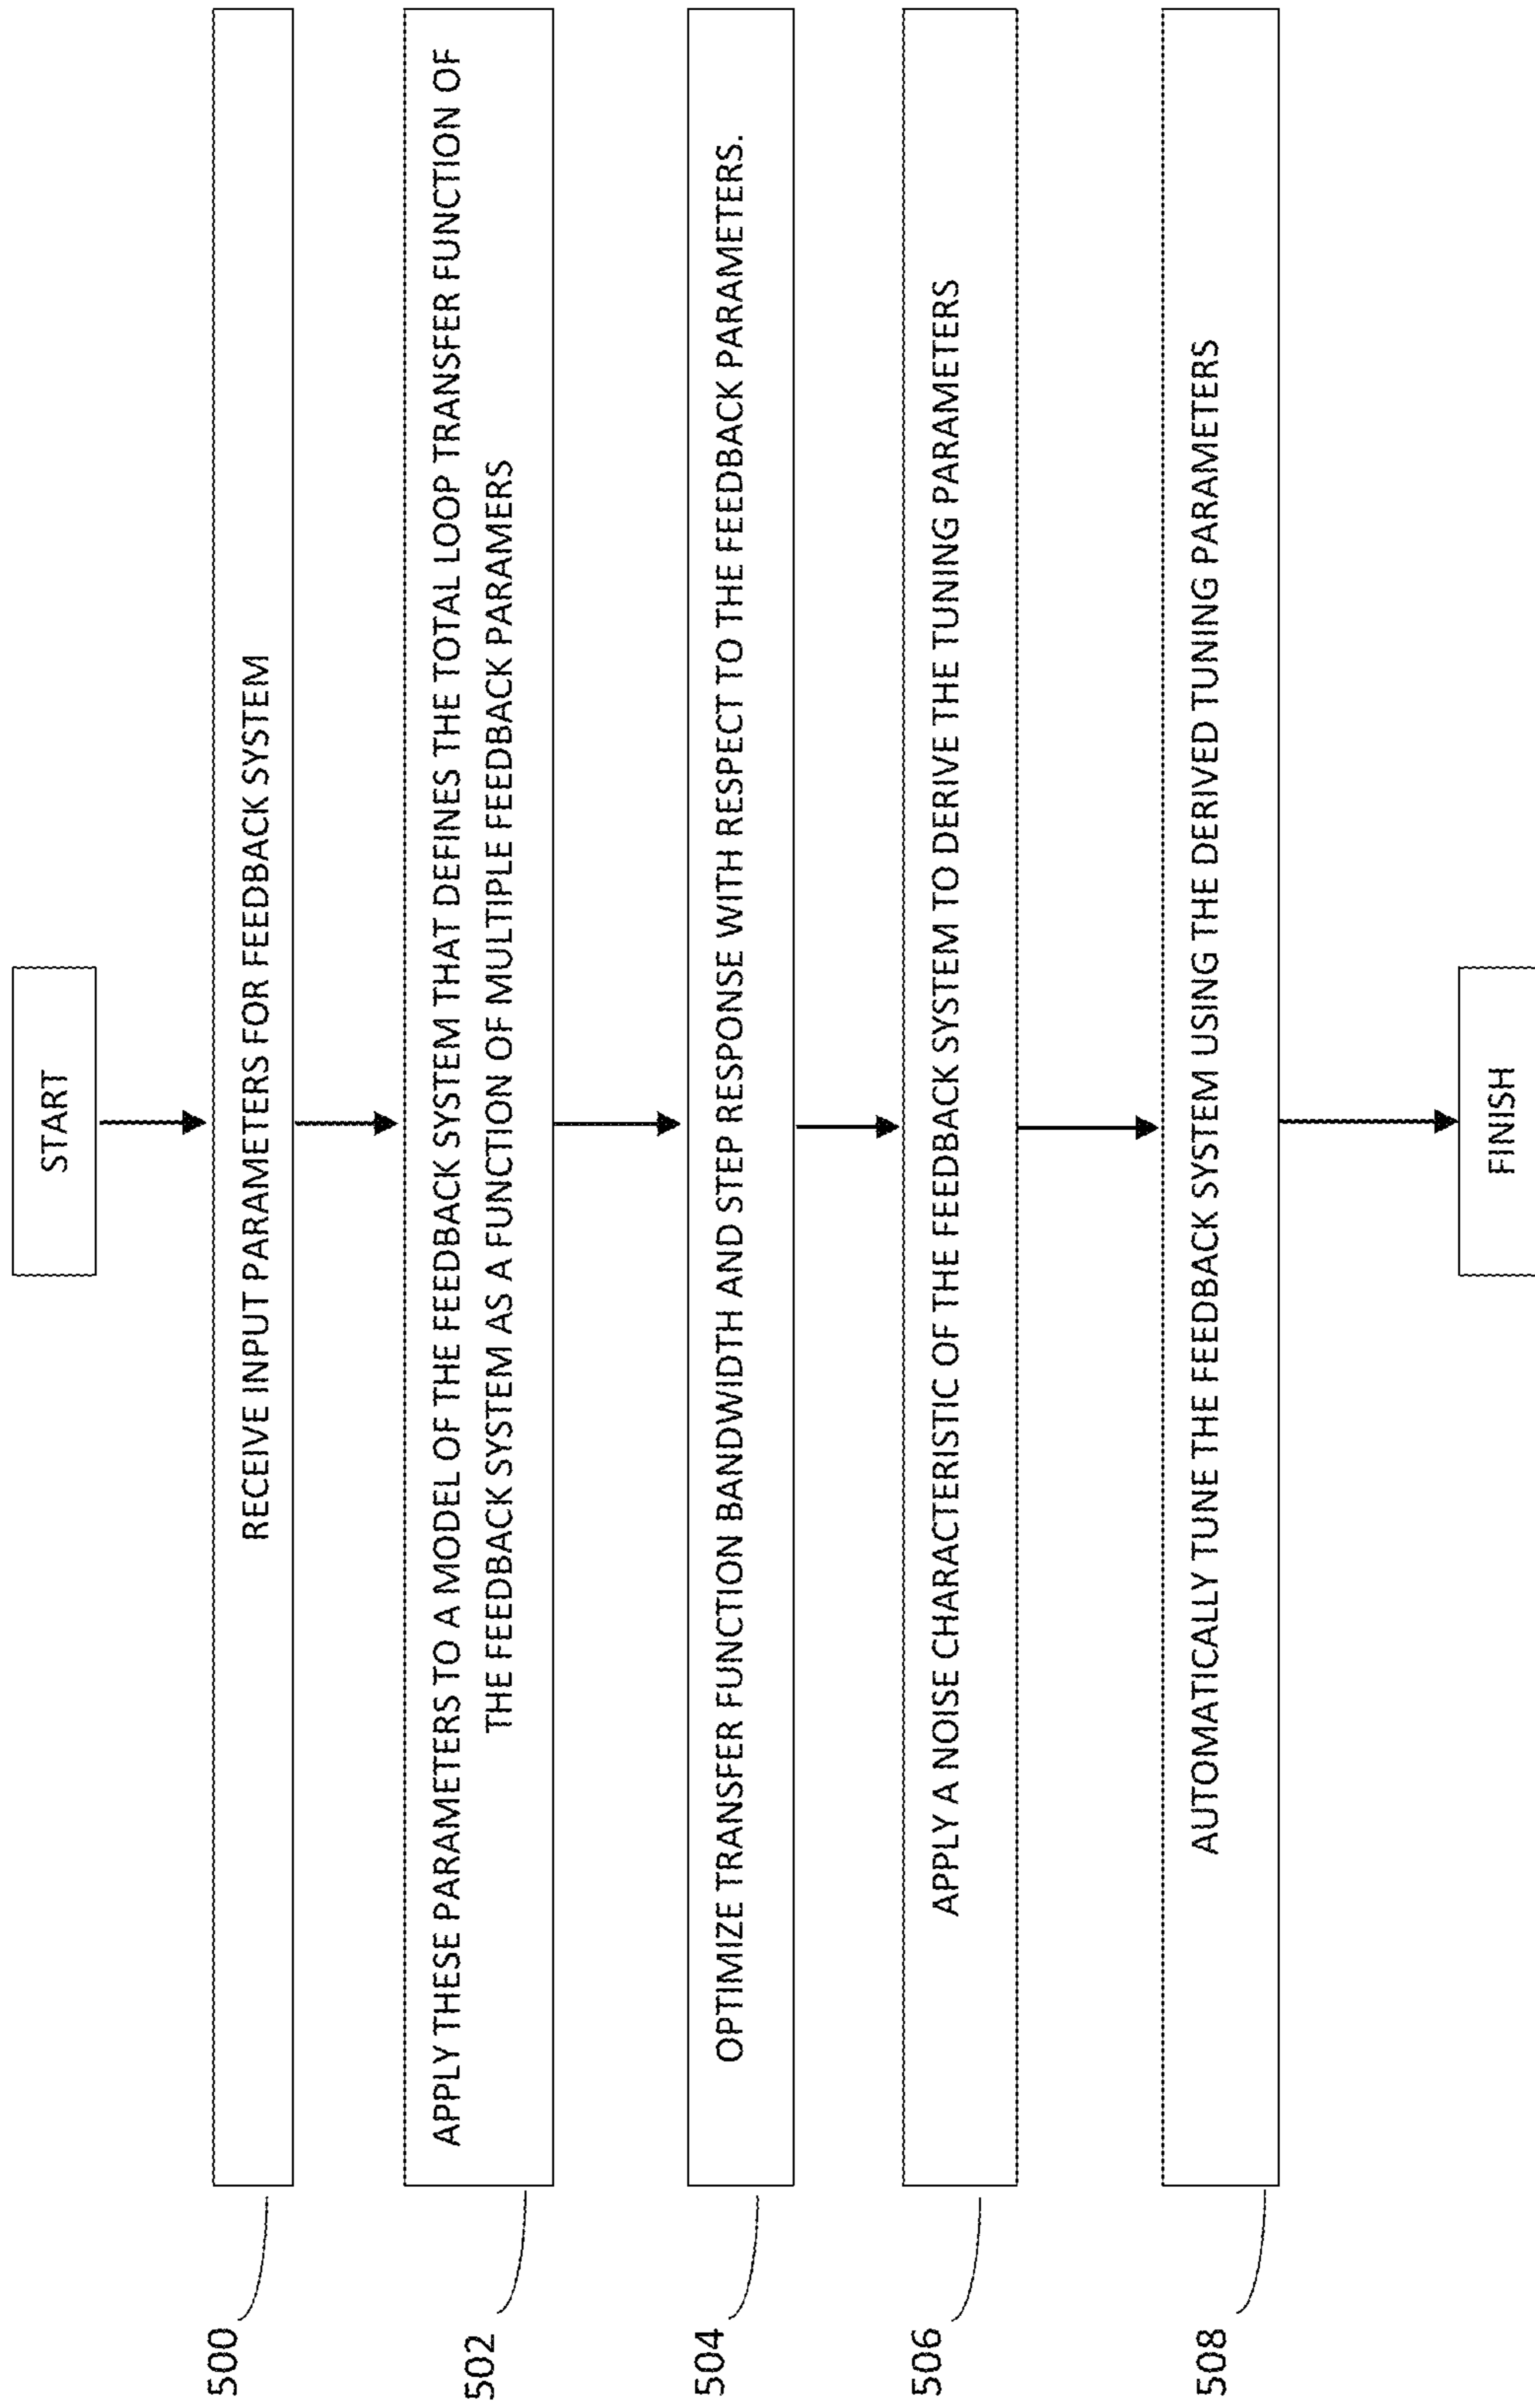 START
500
RECEIVE INPUT PARAMETERS FOR FEEDBACK SYSTEM
502
APPLY THESE PARAMETERS TO A MODEL OF THE FEEDBACK SYSTEM THAT DEFINES THE TOTAL LOOP TRANSFER FUNCTION OF
THE FEEDBACK SYSTEM AS A FUNCTION OF MULTIPLE FEEDBACK PARAMERS
504
OPTIMIZE TRANSFER FUNCTION BANDWIDTH AND STEP RESPONSE WITH RESPECT TO THE FEEDBACK PARAMETERS.
506
APPLY A NOISE CHARACTERISTIC OF THE FEEDBACK SYSTEM TO DERIVE THE TUNING PARAMETERS
508
AUTOMATICALLY TUNE THE FEEDBACK SYSTEM USING THE DERIVED TUNING PARAMETERS
FINISH